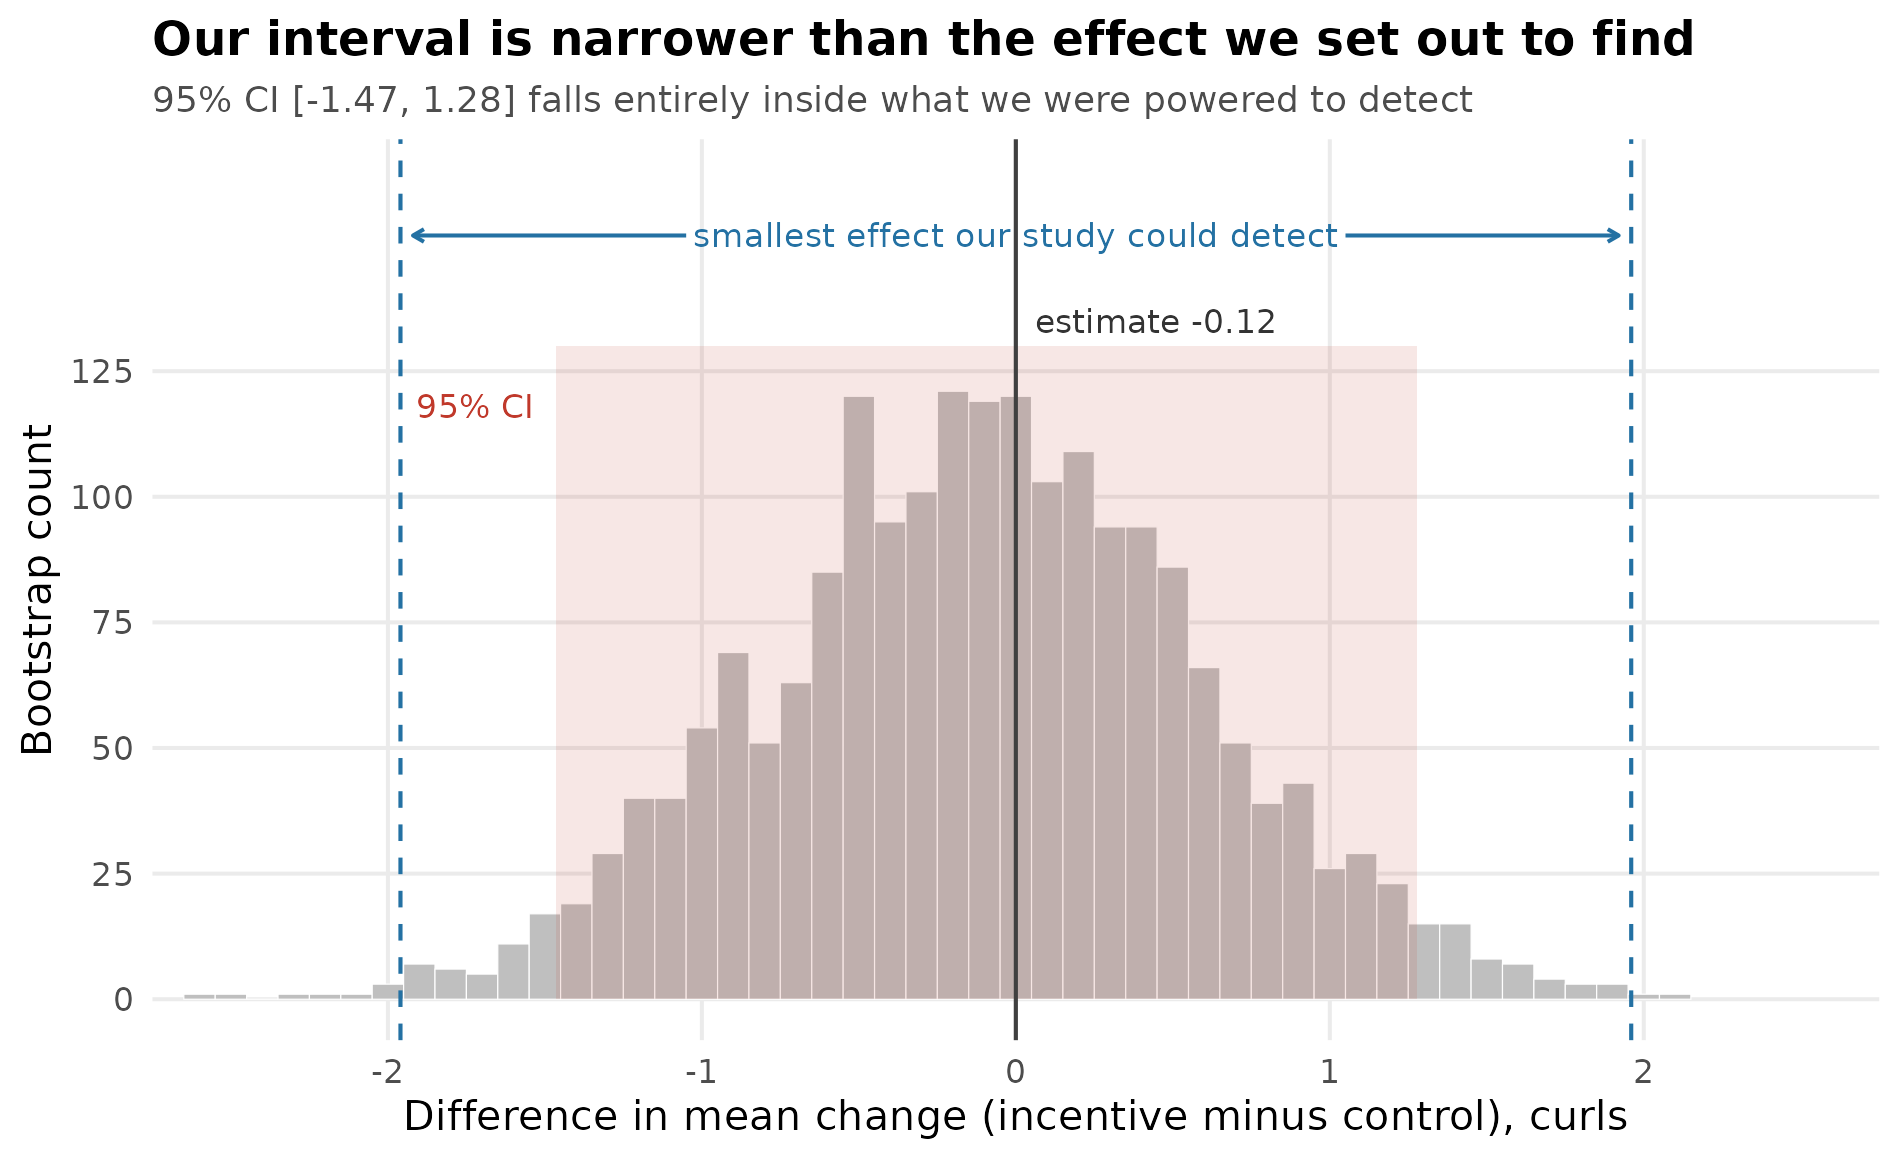 Our interval is narrower than the effect we set out to find
95% CI [-1.47, 1.28] falls entirely inside what we were powered to detect
smallest effect our study could detect
estimate -0.12
95% CI
Bootstrap count
125
100
75
50
25
0
-2 -1 0 1 2
Difference in mean change (incentive minus control), curls